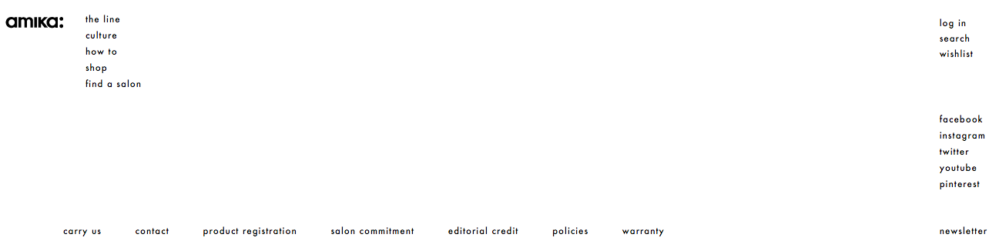 amika:
the line
culture
how to
shop
find a salon
log in
search
wishlist
facebook
instagram
twitter
youtube
pinterest
carry us contact product registration salon commitment editorial credit policies warranty newsletter